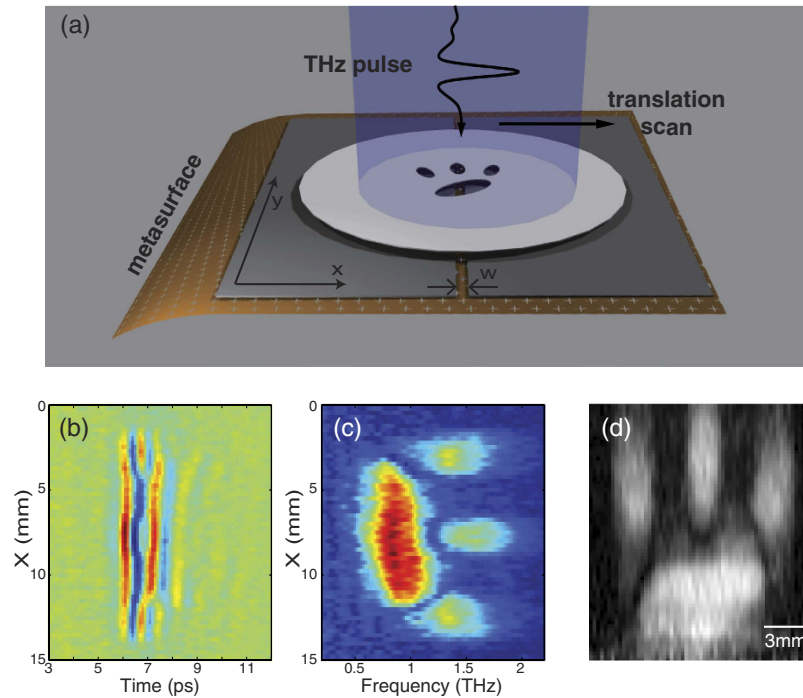 (a)
THz pulse
translation
scan
metasurface
y
x
w
(b)
(c)
(d)
0
5
10
15
X (mm)
3 5 7 9 11
Time (ps)
0
5
10
15
X (mm)
0.5 1 1.5 2
Frequency (THz)
3mm